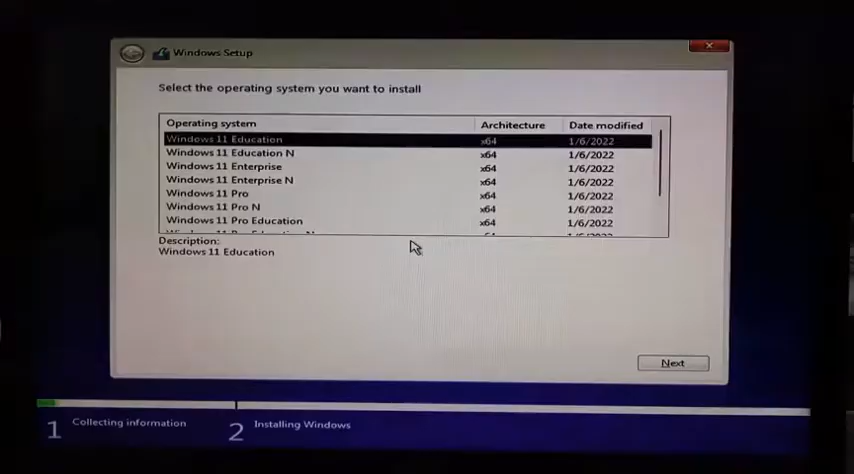 Windows Setup
Select the operating system you want to install
Operating system Architecture Date modified
Windows 11 Education x64 1/6/2022
Windows 11 Education N x64 1/6/2022
Windows 11 Enterprise x64 1/6/2022
Windows 11 Enterprise N x64 1/6/2022
Windows 11 Pro x64 1/6/2022
Windows 11 Pro N x64 1/6/2022
Windows 11 Pro Education x64 1/6/2022
Description:
Windows 11 Education
Next
1 Collecting information 2 Installing Windows